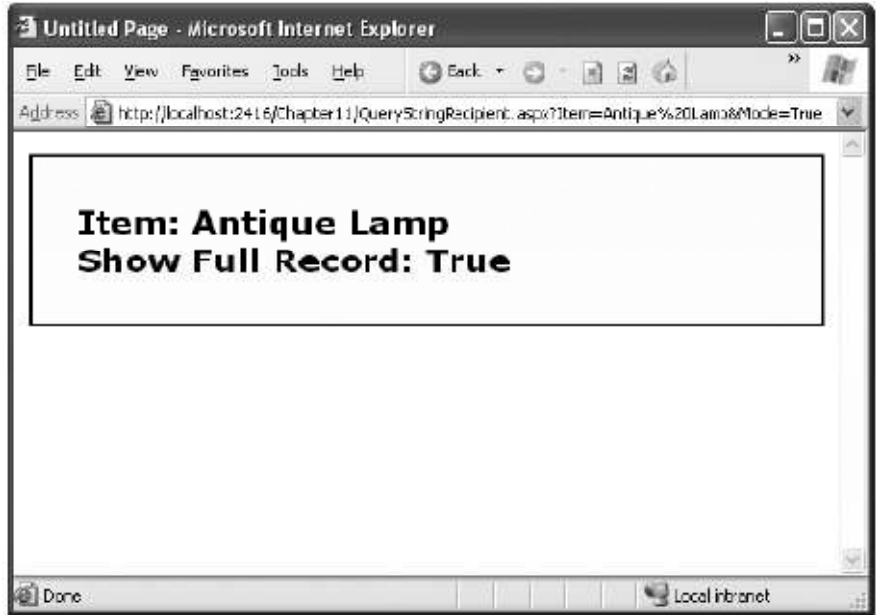 Untitled Page - Microsoft Internet Explorer
File Edit View Favorites Tools Help Back »
Address http://localhost:2416/Chapter11/QueryStringRecipient.aspx?Item=Antique%20Lamp&Mode=True
Item: Antique Lamp
Show Full Record: True
Done Local intranet